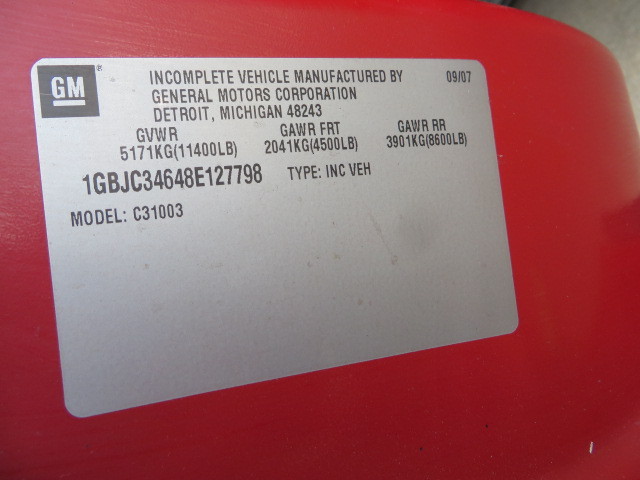 GM®
INCOMPLETE VEHICLE MANUFACTURED BY 09/07
GENERAL MOTORS CORPORATION
DETROIT, MICHIGAN 48243
GVWR GAWR FRT GAWR RR
5171KG(11400LB) 2041KG(4500LB) 3901KG(8600LB)
1GBJC34648E127798 TYPE: INC VEH
MODEL: C31003